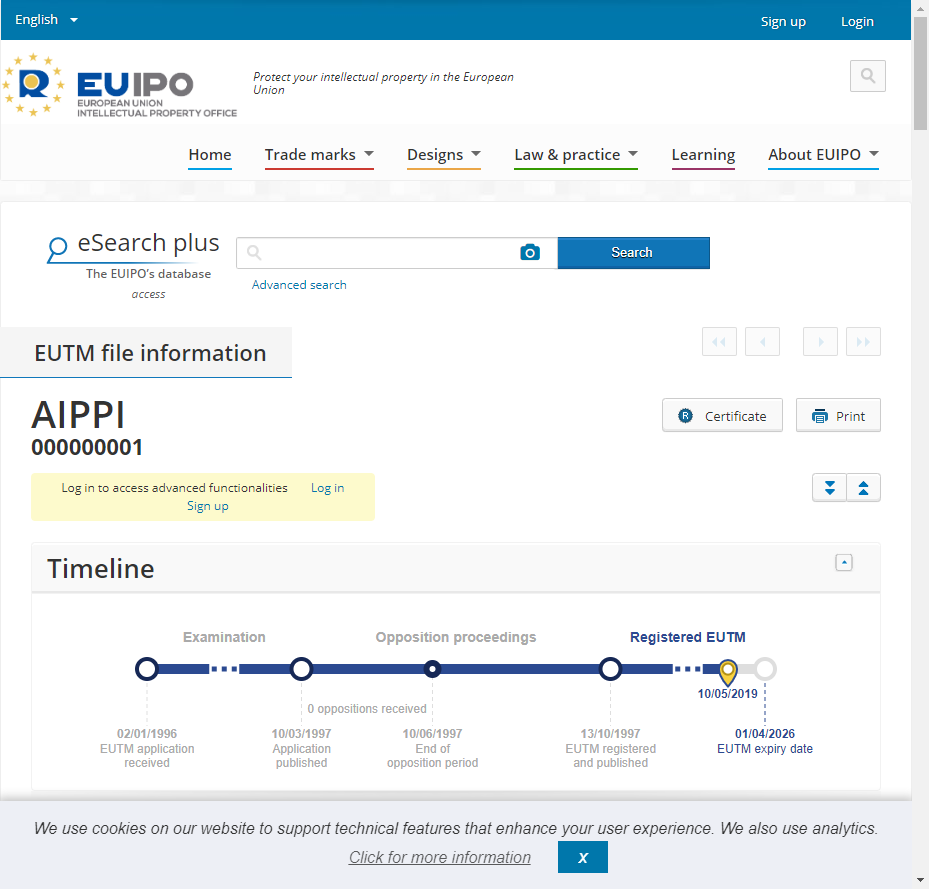 English
Sign up
Login
EUIPO
EUROPEAN UNION
INTELLECTUAL PROPERTY OFFICE
Protect your intellectual property in the European
Union
Home
Trade marks
Designs
Law & practice
Learning
About EUIPO
eSearch plus
The EUIPO's database
access
Search
Advanced search
EUTM file information
AIPPI
000000001
R
Certificate
Print
Log in to access advanced functionalities
Log in
Sign up
Timeline
Examination
Opposition proceedings
Registered EUTM
10/05/2019
0 oppositions received
02/01/1996
EUTM application
received
10/03/1997
Application
published
10/06/1997
End of
opposition period
13/10/1997
EUTM registered
and published
01/04/2026
EUTM expiry date
We use cookies on our website to support technical features that enhance your user experience. We also use analytics.
Click for more information
X